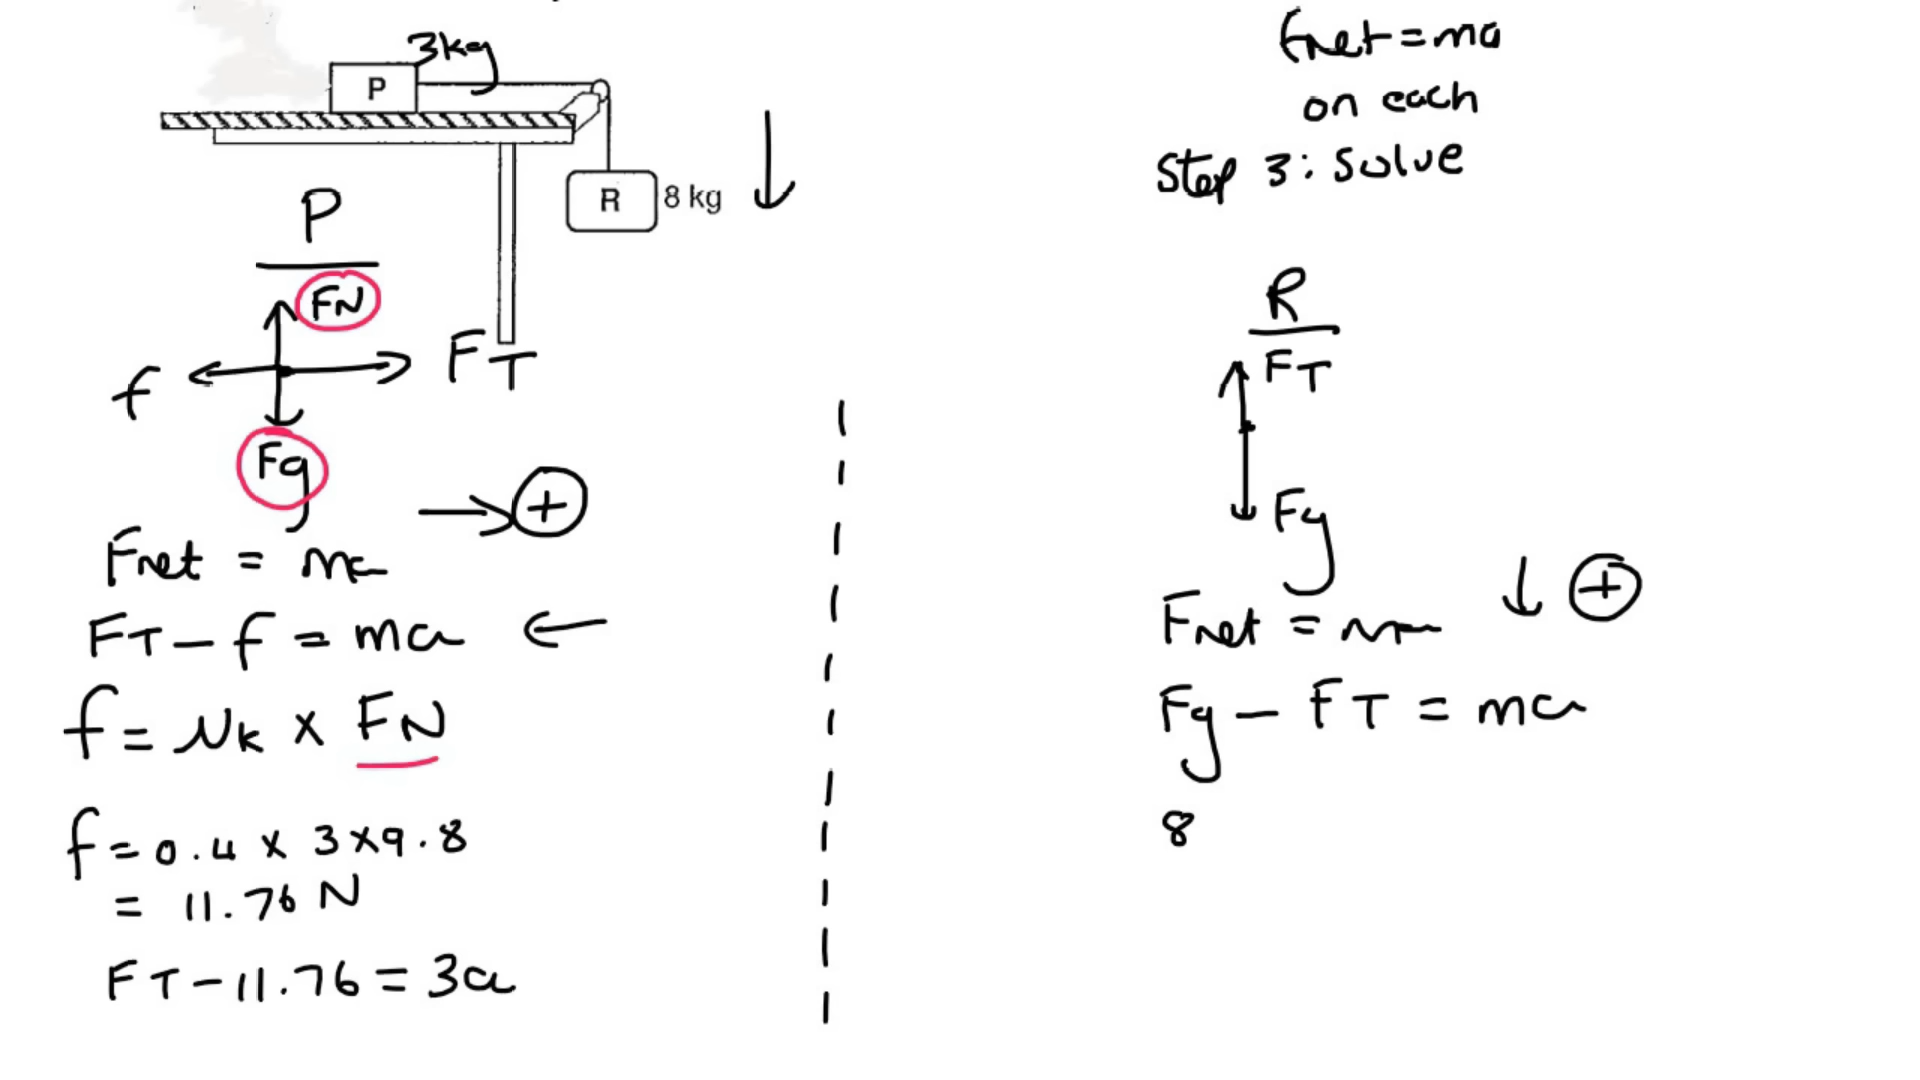 3kg
P
R
8 kg
Fnet = ma
on each
Step 3: Solve
P
FN
f
FT
Fg
+
Fnet = ma
FT - f = ma
f = μk x FN
f = 0.4 x 3 x 9.8
= 11.76 N
FT - 11.76 = 3a
R
FT
Fg
+
Fnet = ma
Fg - FT = ma
8